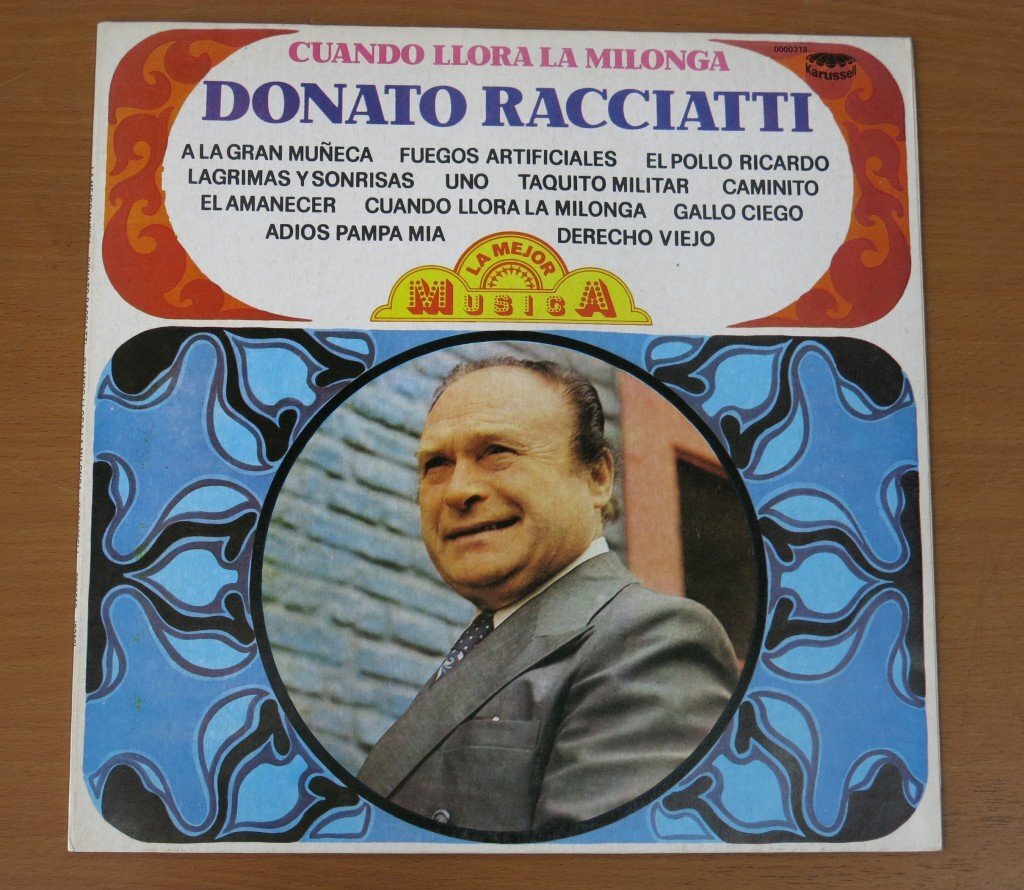 CUANDO LLORA LA MILONGA
0900318
Karussell
DONATO RACCIATTI
A LA GRAN MUÑECA FUEGOS ARTIFICIALES EL POLLO RICARDO
LAGRIMAS Y SONRISAS UNO TAQUITO MILITAR CAMINITO
EL AMANECER CUANDO LLORA LA MILONGA GALLO CIEGO
ADIOS PAMPA MIA DERECHO VIEJO
LA MEJOR
MUSICA